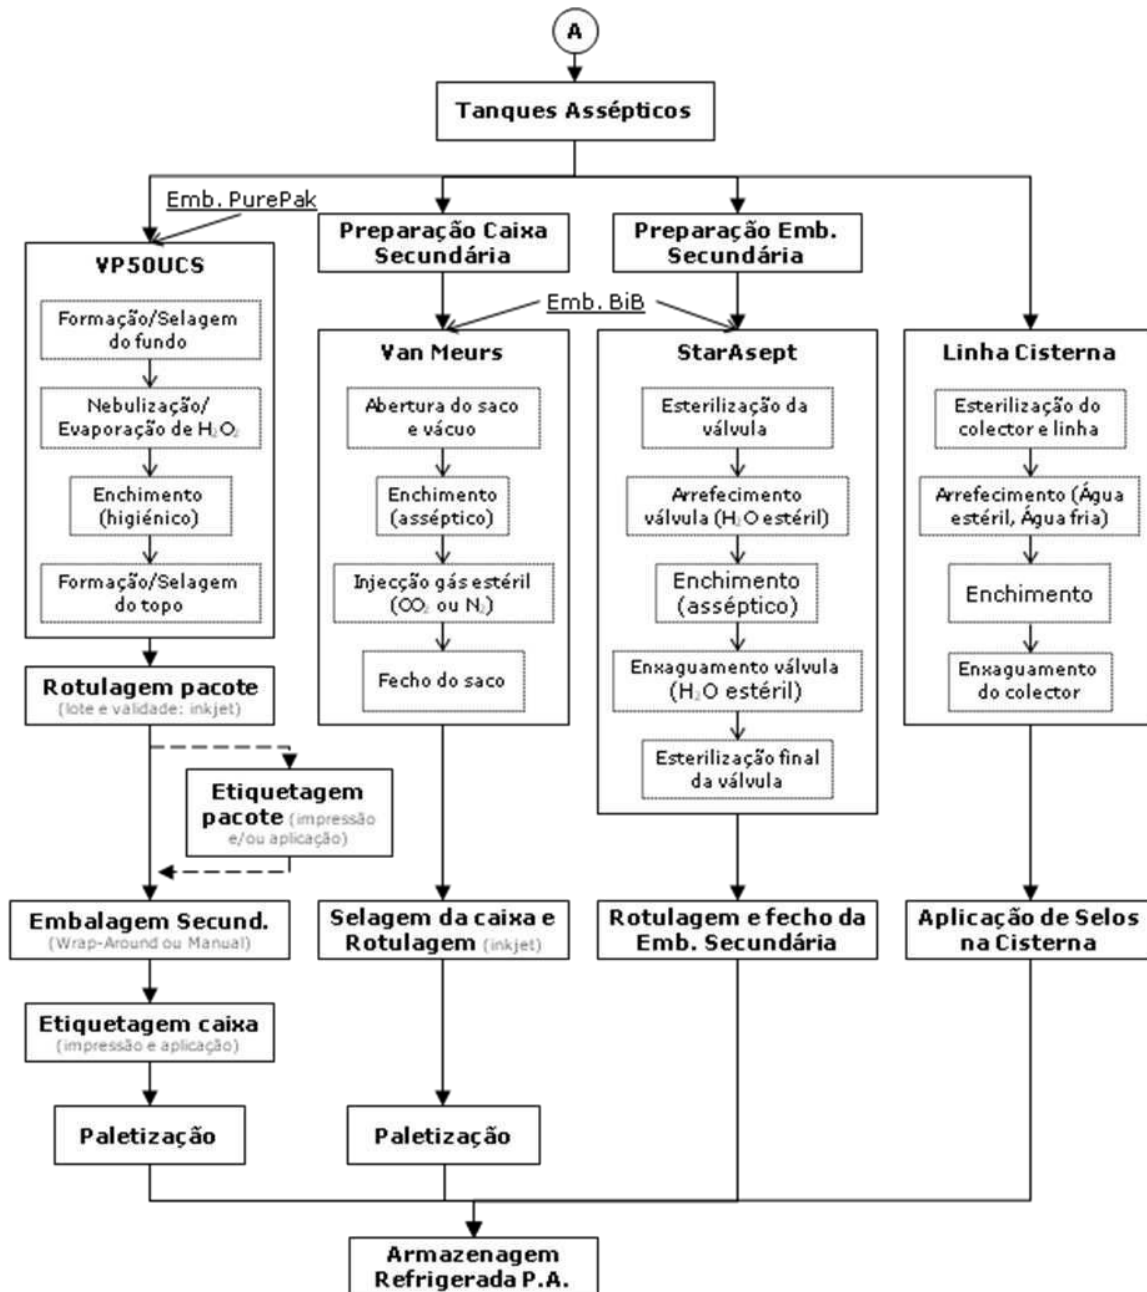 A
Tanques Assépticos
Emb. PurePak
Preparação Caixa
Secundária
Preparação Emb.
Secundária
Emb. BiB
VP50UCS
Formação/Selagem
do fundo
Nebulização/
Evaporação de H₂O₂
Enchimento
(higiénico)
Formação/Selagem
do topo
Rotulagem pacote
(lote e validade: inkjet)
Etiquetagem
pacote (impressão
e/ou aplicação)
Embalagem Secund.
(Wrap-Around ou Manual)
Etiquetagem caixa
(impressão e aplicação)
Paletização
Van Meurs
Abertura do saco
e vácuo
Enchimento
(asséptico)
Injecção gás estéril
(CO₂ ou N₂)
Fecho do saco
Selagem da caixa e
Rotulagem (inkjet)
Paletização
StarAsept
Esterilização da
válvula
Arrefecimento
válvula (H₂O estéril)
Enchimento
(asséptico)
Enxaguamento válvula
(H₂O estéril)
Esterilização final
da válvula
Rotulagem e fecho da
Emb. Secundária
Linha Cisterna
Esterilização do
colector e linha
Arrefecimento (Água
estéril, Água fria)
Enchimento
Enxaguamento
do colector
Aplicação de Selos
na Cisterna
Armazenagem
Refrigerada P.A.